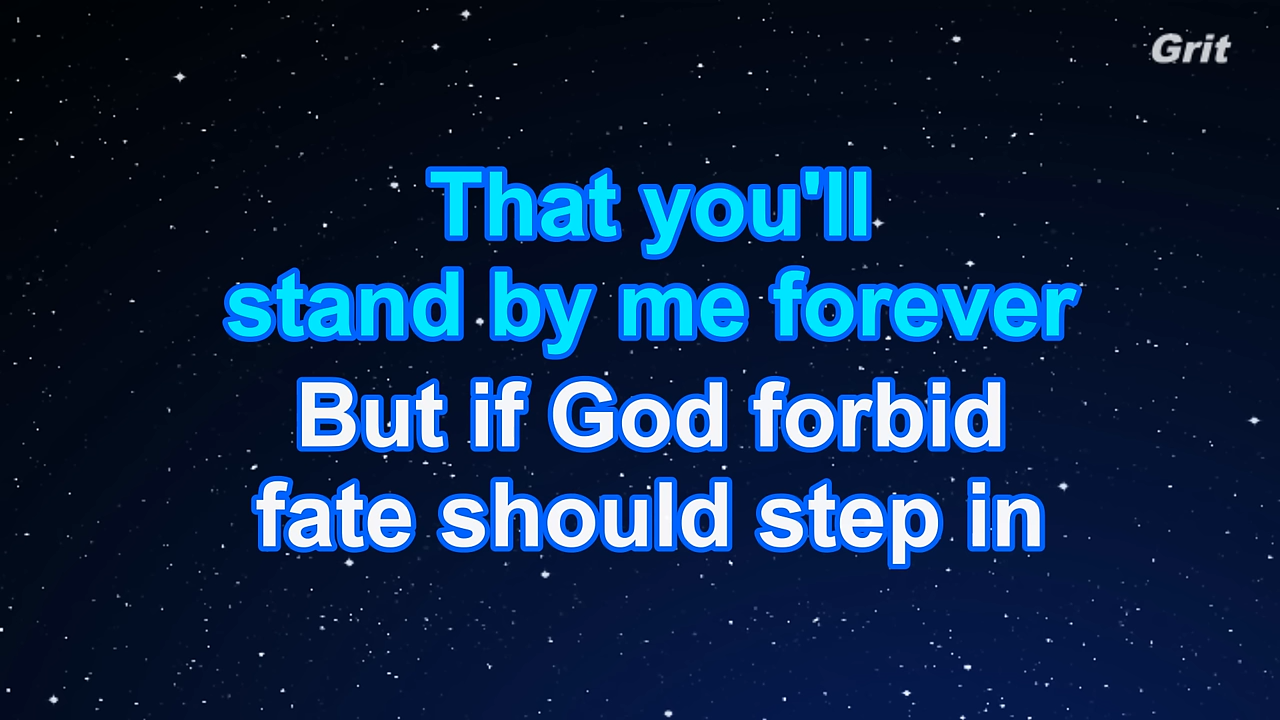 Grit
That you'll
stand by me forever
But if God forbid
fate should step in